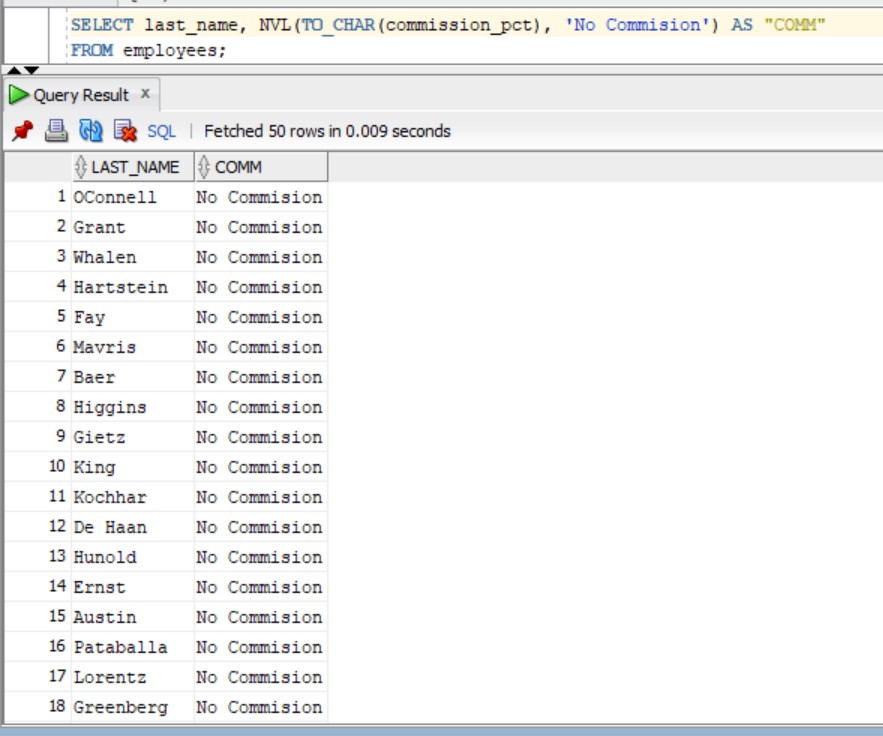 SELECT last_name, NVL(TO_CHAR(commission_pct), 'No Commision') AS "COMM"
FROM employees;
Query Result x
SQL | Fetched 50 rows in 0.009 seconds
LAST_NAME COMM
1 OConnell No Commision
2 Grant No Commision
3 Whalen No Commision
4 Hartstein No Commision
5 Fay No Commision
6 Mavris No Commision
7 Baer No Commision
8 Higgins No Commision
9 Gietz No Commision
10 King No Commision
11 Kochhar No Commision
12 De Haan No Commision
13 Hunold No Commision
14 Ernst No Commision
15 Austin No Commision
16 Pataballa No Commision
17 Lorentz No Commision
18 Greenberg No Commision